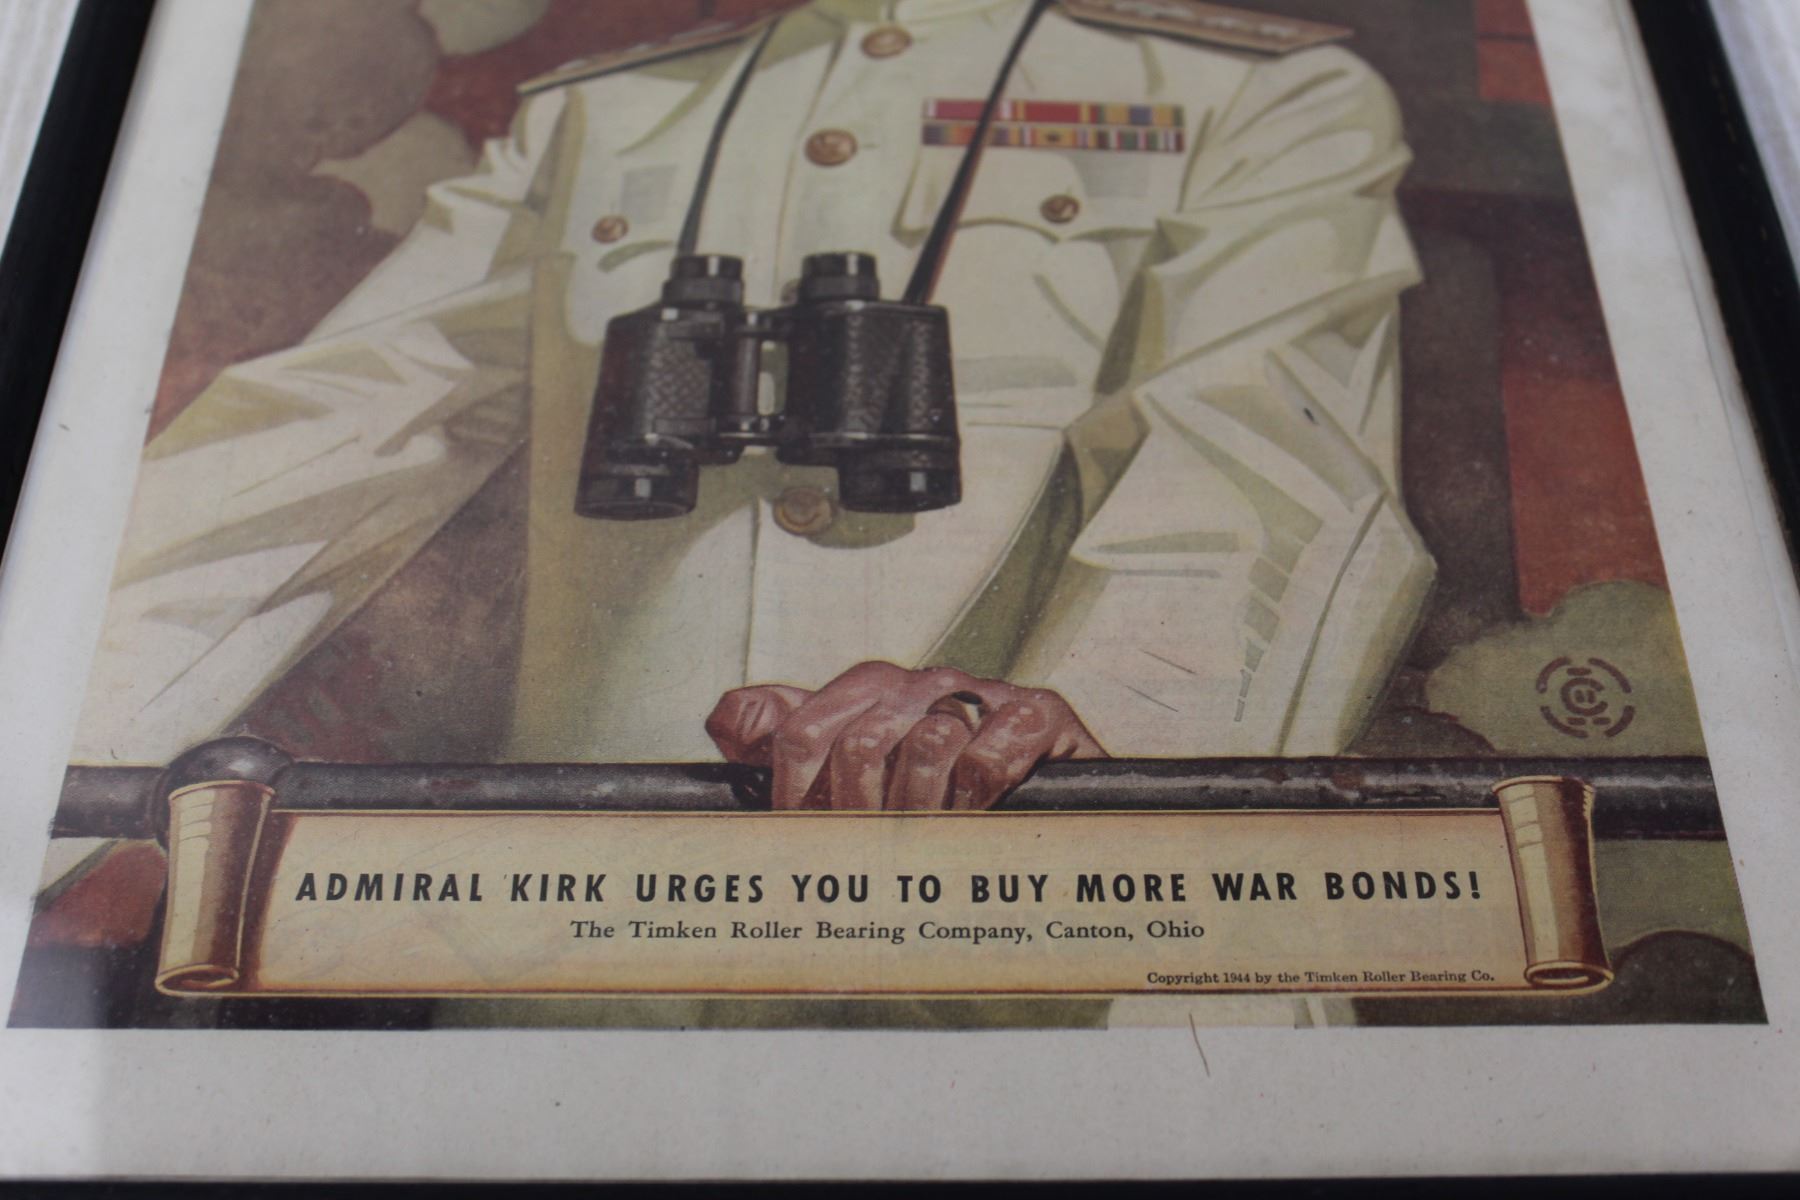 ADMIRAL KIRK URGES YOU TO BUY MORE WAR BONDS!
The Timken Roller Bearing Company, Canton, Ohio
Copyright 1944 by the Timken Roller Bearing Co.